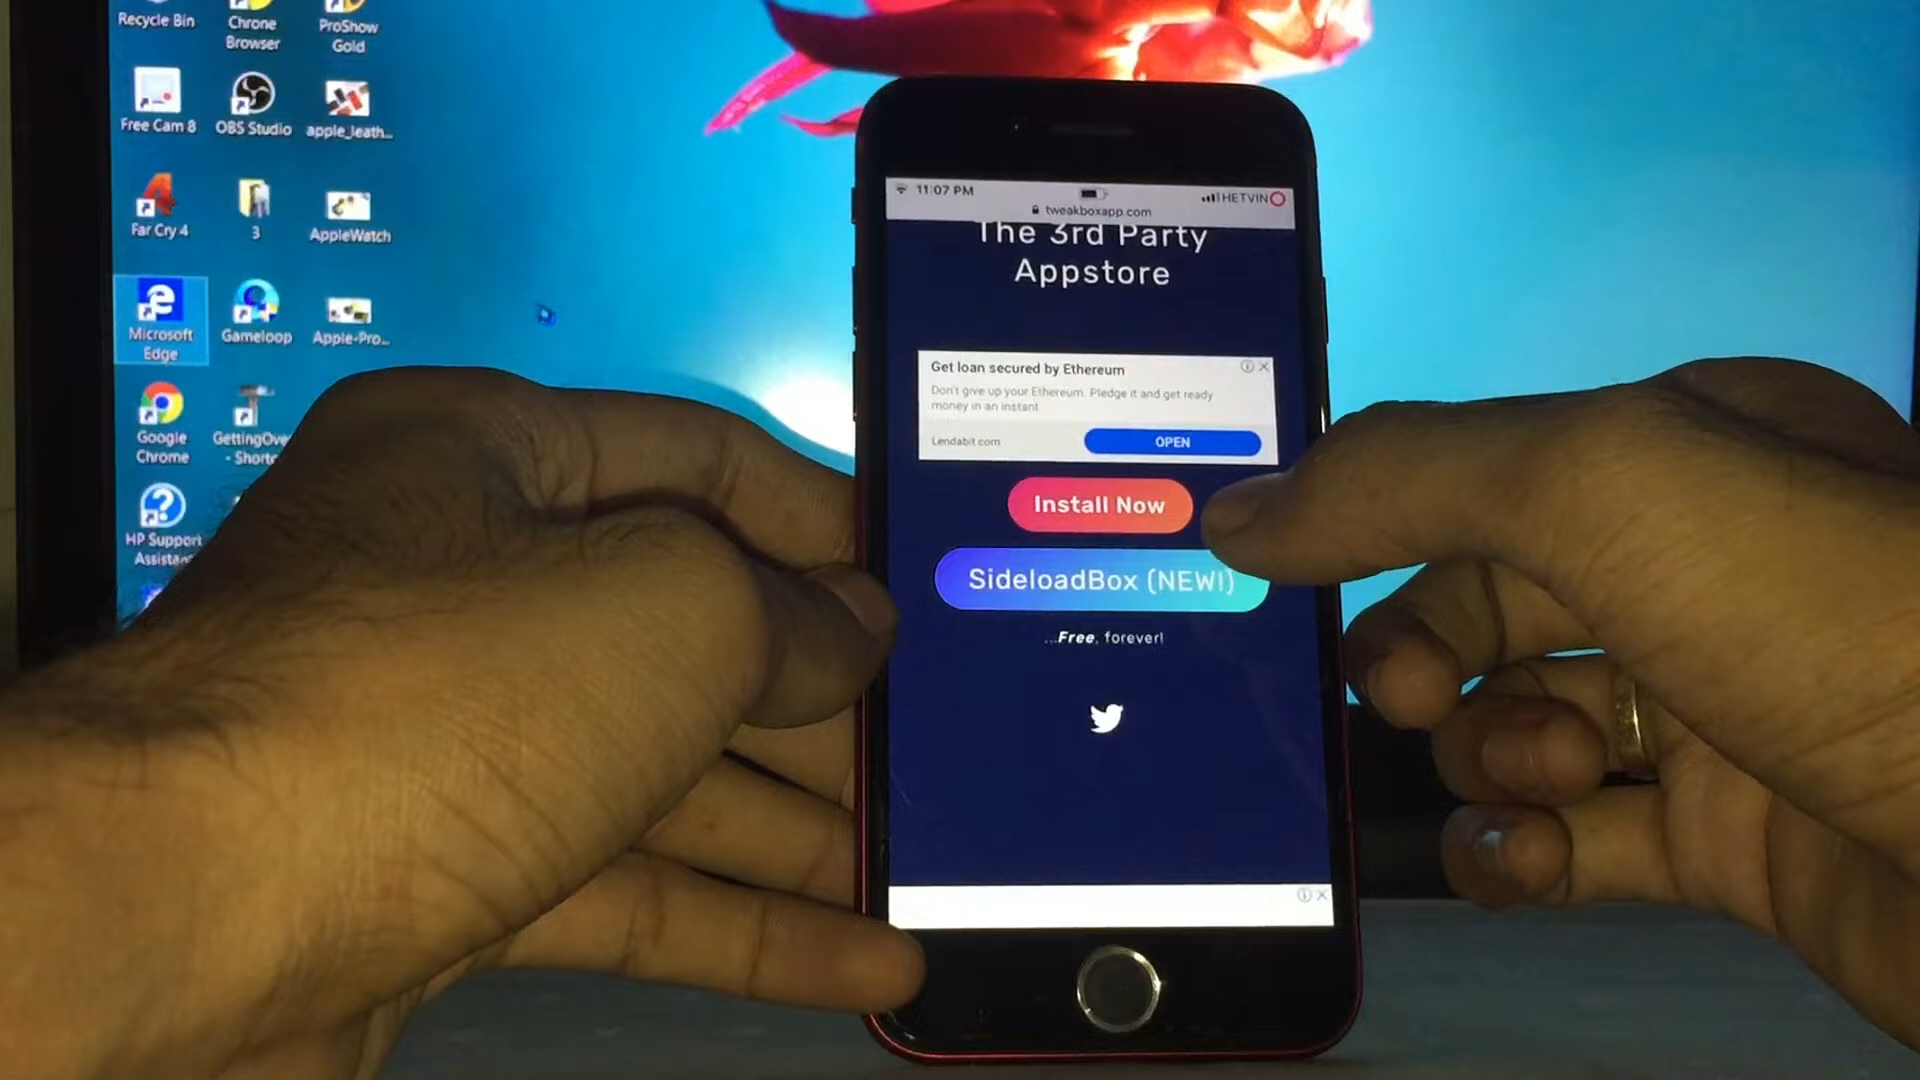 Recycle Bin
Chrome
Browser
ProShow
Gold
Free Cam 8
OBS Studio
apple_leath...
Far Cry 4
3
AppleWatch
Microsoft
Edge
Gameloop
Apple-Pro...
Google
Chrome
GettingOve
- Shortc
HP Support
Assistan
11:07 PM
HETVIN
tweakboxapp.com
The 3rd Party
Appstore
Get loan secured by Ethereum
Don't give up your Ethereum. Pledge it and get ready
money in an instant
Lendabit.com
OPEN
Install Now
SideloadBox (NEW!)
...Free, forever!